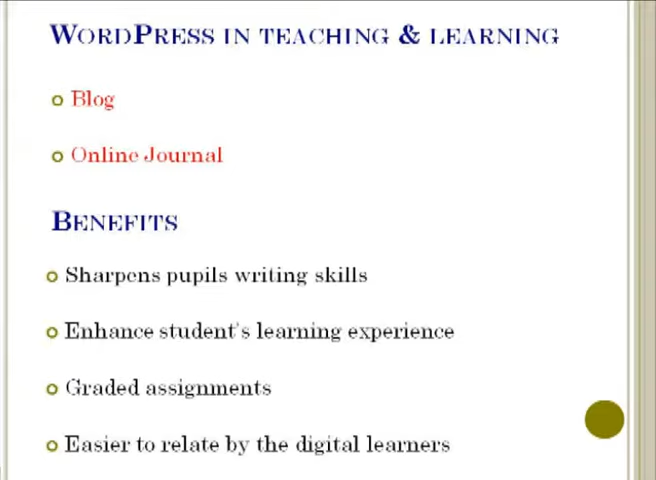 WORDPRESS IN TEACHING & LEARNING
Blog
Online Journal
BENEFITS
Sharpens pupils writing skills
Enhance student's learning experience
Graded assignments
Easier to relate by the digital learners